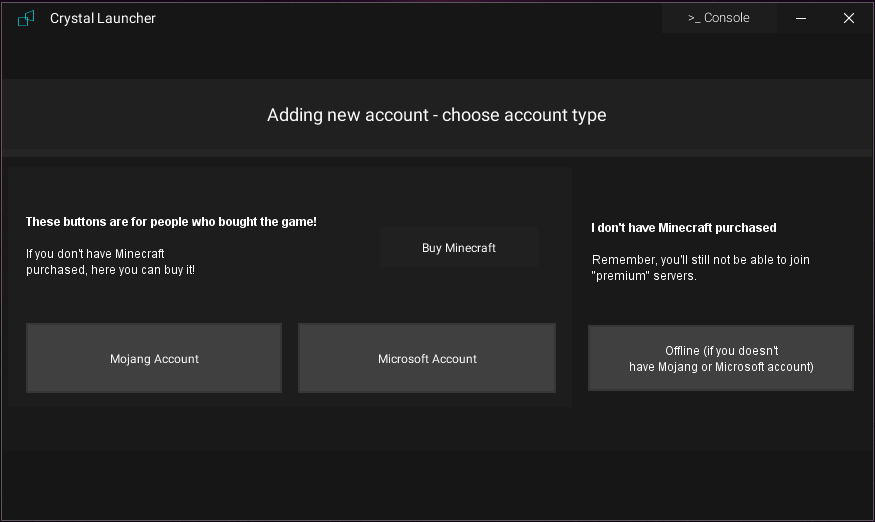 Crystal Launcher
>_ Console
Adding new account - choose account type
These buttons are for people who bought the game!
If you don't have Minecraft
purchased, here you can buy it!
Buy Minecraft
Mojang Account
Microsoft Account
I don't have Minecraft purchased
Remember, you'll still not be able to join
"premium" servers.
Offline (if you doesn't
have Mojang or Microsoft account)